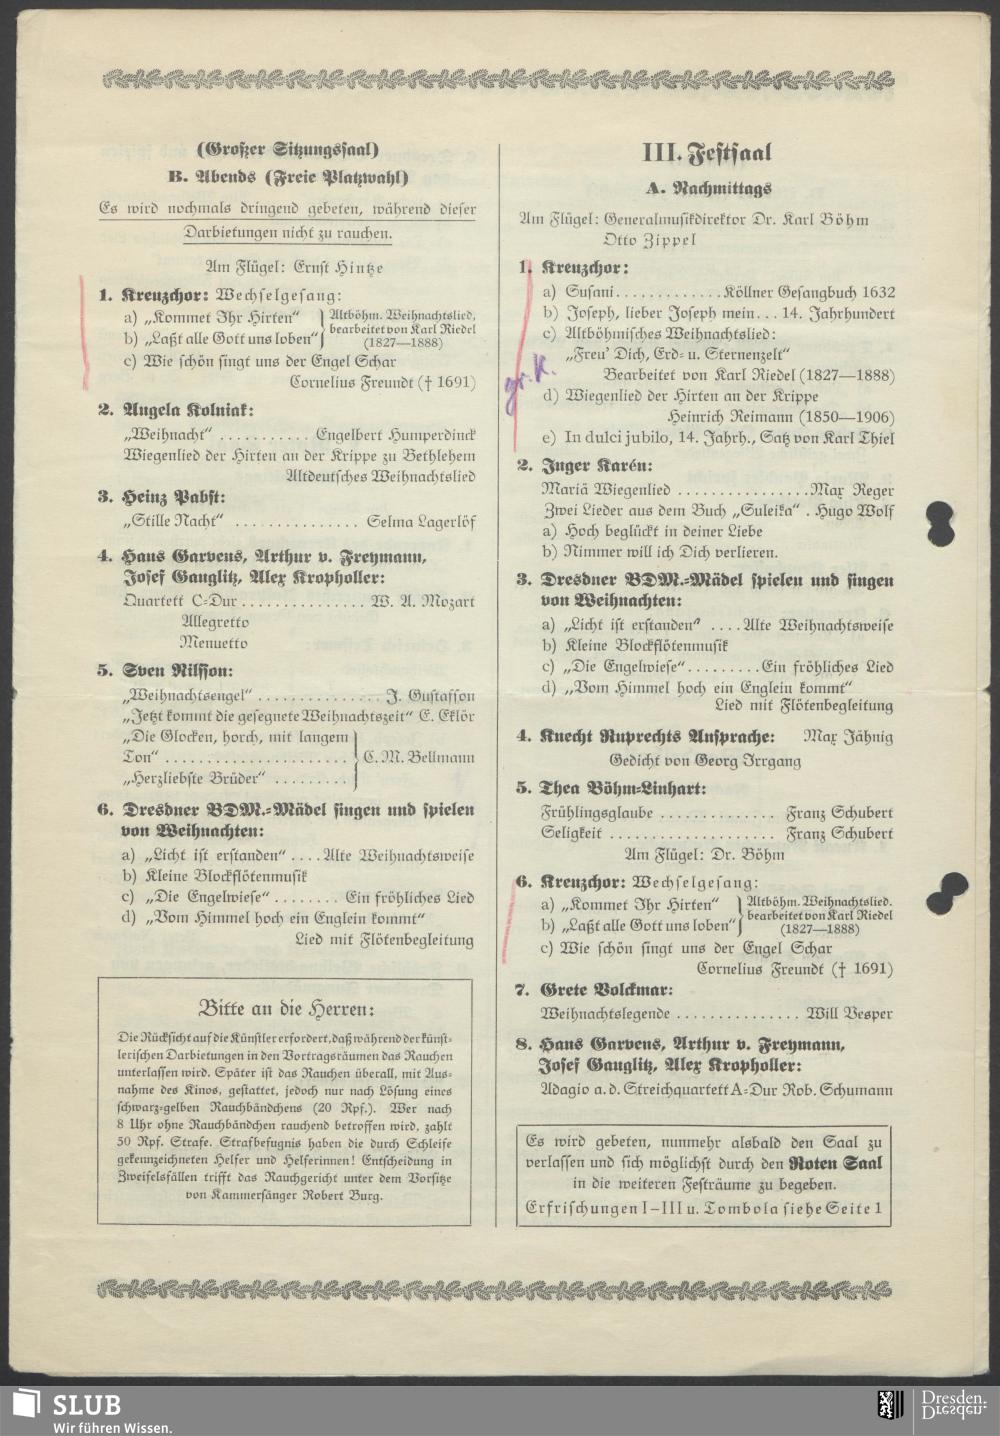 (Großer Sitzungssaal)
B. Abends (Freie Platzwahl)
Es wird nochmals dringend gebeten, während dieser
Darbietungen nicht zu rauchen.
Am Flügel: Ernst Hintze
1. Kreuzchor: Wechselgesang:
a) „Kommet Ihr Hirten“
b) „Laßt alle Gott uns loben“
Altböhm. Weihnachtslied,
bearbeitet von Karl Riedel
(1827—1888)
c) Wie schön singt uns der Engel Schar
Cornelius Freundt († 1691)
2. Angela Kolniak:
„Weihnacht“ ........... Engelbert Humperdinck
Wiegenlied der Hirten an der Krippe zu Bethlehem
Altdeutsches Weihnachtslied
3. Heinz Pabst:
„Stille Nacht“ .............. Selma Lagerlöf
4. Hans Garvens, Arthur v. Freymann,
Josef Gauglitz, Alex Kropholler:
Quartett C-Dur ............... W. A. Mozart
Allegretto
Menuetto
5. Sven Nilsson:
„Weihnachtsengel“ .............. J. Gustafson
„Jetzt kommt die gesegnete Weihnachtszeit“ E. Eklör
„Die Glocken, horch, mit langem
Ton“ .....................
„Herzliebste Brüder“ .........
C. M. Bellmann
6. Dresdner BDM.-Mädel singen und spielen
von Weihnachten:
a) „Licht ist erstanden“ .... Alte Weihnachtsweise
b) Kleine Blockflötenmusik
c) „Die Engelwiese“ ........ Ein fröhliches Lied
d) „Vom Himmel hoch ein Englein kommt“
Lied mit Flötenbegleitung
Bitte an die Herren:
Die Rücksicht auf die Künstler erfordert, daß während der künst-
lerischen Darbietungen in den Vortragsräumen das Rauchen
unterlassen wird. Später ist das Rauchen überall, mit Aus-
nahme des Kinos, gestattet, jedoch nur nach Lösung eines
schwarz-gelben Rauchbändchens (20 Rpf.). Wer nach
8 Uhr ohne Rauchbändchen rauchend betroffen wird, zahlt
50 Rpf. Strafe. Strafbefugnis haben die durch Schleife
gekennzeichneten Helfer und Helferinnen! Entscheidung in
Zweifelsfällen trifft das Rauchgericht unter dem Vorsitze
von Kammersänger Robert Burg.
III. Festsaal
A. Nachmittags
Am Flügel: Generalmusikdirektor Dr. Karl Böhm
Otto Zippel
1. Kreuzchor:
a) Susani ............. Köllner Gesangbuch 1632
b) Joseph, lieber Joseph mein ... 14. Jahrhundert
c) Altböhmisches Weihnachtslied:
„Freu' Dich, Erd- u. Sternenzelt“
Bearbeitet von Karl Riedel (1827—1888)
gr. K.
d) Wiegenlied der Hirten an der Krippe
Heinrich Reimann (1850—1906)
e) In dulci jubilo, 14. Jahrh., Satz von Karl Thiel
2. Inger Karén:
Mariä Wiegenlied ................ Max Reger
Zwei Lieder aus dem Buch „Suleika“ . Hugo Wolf
a) Hoch beglückt in deiner Liebe
b) Nimmer will ich Dich verlieren.
3. Dresdner BDM.-Mädel spielen und singen
von Weihnachten:
a) „Licht ist erstanden“ .... Alte Weihnachtsweise
b) Kleine Blockflötenmusik
c) „Die Engelwiese“ ......... Ein fröhliches Lied
d) „Vom Himmel hoch ein Englein kommt“
Lied mit Flötenbegleitung
4. Knecht Ruprechts Ansprache: Max Jähnig
Gedicht von Georg Irrgang
5. Thea Böhm-Linhart:
Frühlingsglaube .............. Franz Schubert
Seligkeit .................... Franz Schubert
Am Flügel: Dr. Böhm
6. Kreuzchor: Wechselgesang:
a) „Kommet Ihr Hirten“
b) „Laßt alle Gott uns loben“
Altböhm. Weihnachtslied.
bearbeitet von Karl Riedel
(1827—1888)
c) Wie schön singt uns der Engel Schar
Cornelius Freundt († 1691)
7. Grete Volckmar:
Weihnachtslegende ............... Will Vesper
8. Hans Garvens, Arthur v. Freymann,
Josef Gauglitz, Alex Kropholler:
Adagio a. d. Streichquartett A-Dur Rob. Schumann
Es wird gebeten, nunmehr alsbald den Saal zu
verlassen und sich möglichst durch den Roten Saal
in die weiteren Festräume zu begeben.
Erfrischungen I–III u. Tombola siehe Seite 1
SLUB
Wir führen Wissen.
Dresden.
Dresden.